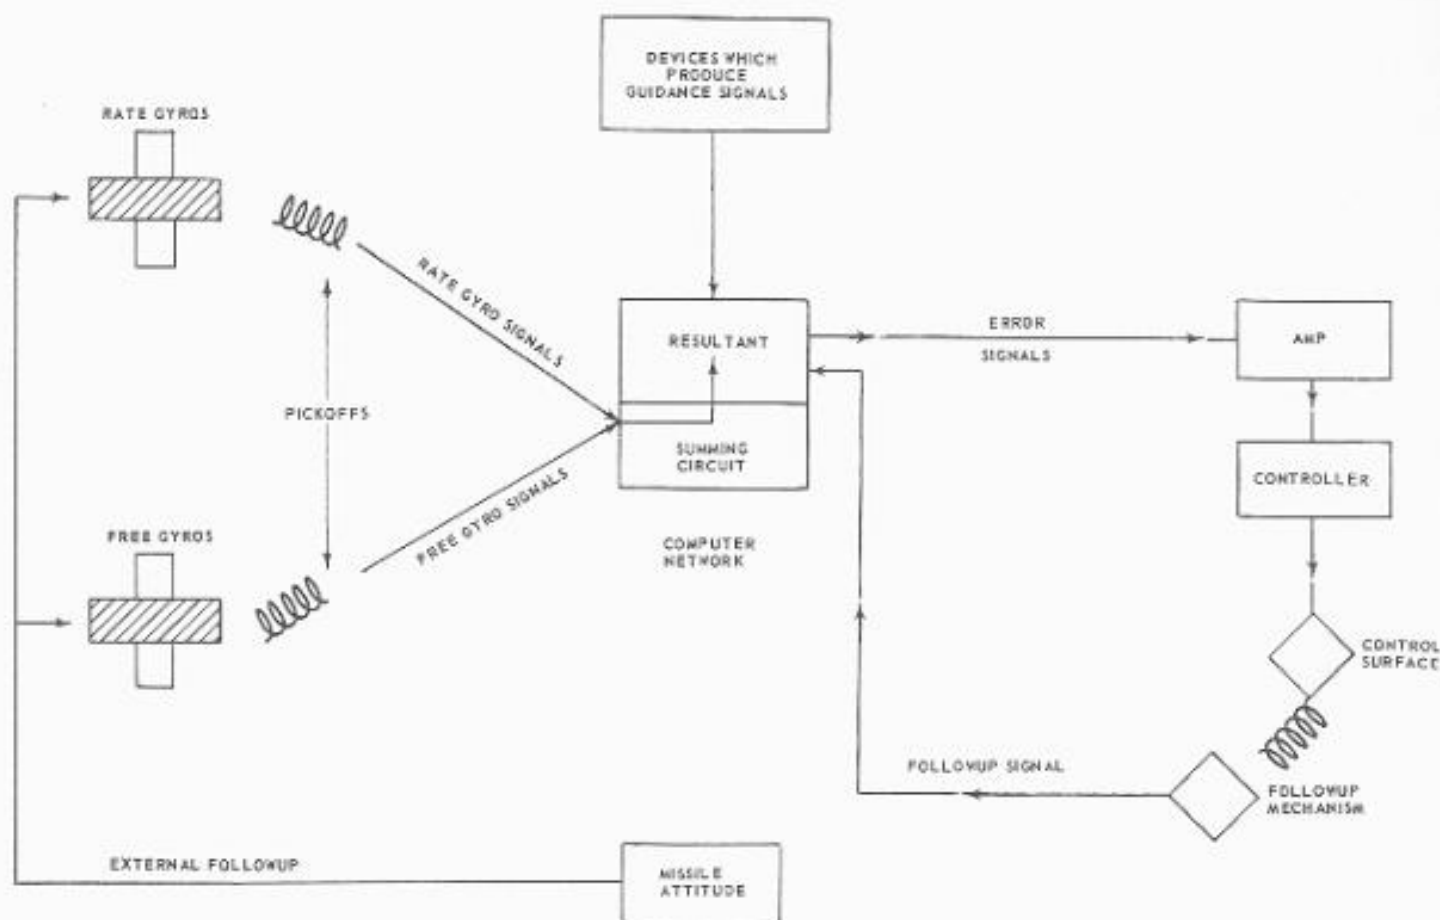 DEVICES WHICH
PRODUCE
GUIDANCE SIGNALS
RATE GYROS
RATE GYRO SIGNALS
RESULTANT
ERROR
SIGNALS
AMP
PICKOFFS
SUMMING
CIRCUIT
CONTROLLER
FREE GYRO SIGNALS
FREE GYROS
COMPUTER
NETWORK
CONTROL
SURFACE
FOLLOWUP SIGNAL
FOLLOWUP
MECHANISM
EXTERNAL FOLLOWUP
MISSILE
ATTITUDE